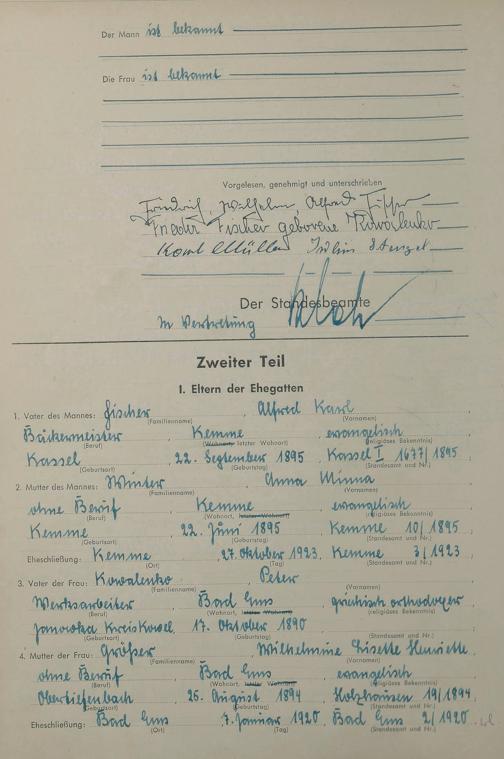 Der Mann ist bekannt
Die Frau ist bekannt
Vorgelesen, genehmigt und unterschrieben
Friedrich, Wilhelm, Alfred Fischer
Frieda Fischer geborene Kowalenko
Karl Müller Julius Stengel
Der Standesbeamte
In Vertretung
Zweiter Teil
I. Eltern der Ehegatten
1. Vater des Mannes: Fischer, Alfred Karl
(Familienname) (Vornamen)
Bäckermeister, Kemme, evangelisch
(Beruf) (Wohnort, letzter Wohnort) (religiöses Bekenntnis)
Kassel, 22. September 1895 Kassel I 1677/1895
(Geburtsort) (Geburtstag) (Standesamt und Nr.)
2. Mutter des Mannes: Winter, Anna Minna
(Familienname) (Vornamen)
ohne Beruf, Kemme, evangelisch
(Beruf) (Wohnort, letzter Wohnort) (religiöses Bekenntnis)
Kemme, 22. Juni 1895, Kemme 10/1895
(Geburtsort) (Geburtstag) (Standesamt und Nr.)
Eheschließung: Kemme, 27. Oktober 1923, Kemme 3/1923
(Ort) (Tag) (Standesamt und Nr.)
3. Vater der Frau: Kowalenko, Peter
(Familienname) (Vornamen)
Werksarbeiter, Bad Ems, griechisch orthodoxer
(Beruf) (Wohnort, letzter Wohnort) (religiöses Bekenntnis)
Janowka Kreis Kowel, 17. Oktober 1890
(Geburtsort) (Geburtstag) (Standesamt und Nr.)
4. Mutter der Frau: Größer, Wilhelmine Lisette Henriette
(Familienname) (Vornamen)
ohne Beruf, Bad Ems, evangelisch
(Beruf) (Wohnort, letzter Wohnort) (religiöses Bekenntnis)
Obertiefenbach, 25. August 1894, Holzhausen 19/1894
(Geburtsort) (Geburtstag) (Standesamt und Nr.)
Eheschließung: Bad Ems, 7. Januar 1920, Bad Ems 2/1920
(Ort) (Tag) (Standesamt und Nr.)